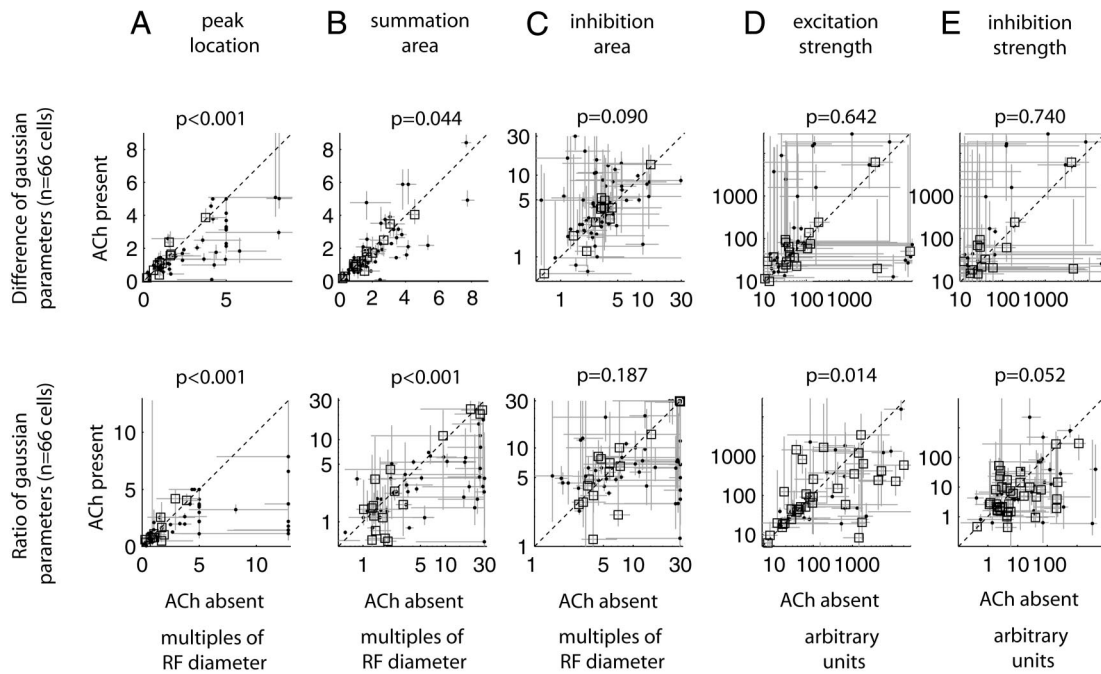 A peak location
B summation area
C inhibition area
D excitation strength
E inhibition strength
Difference of gaussian parameters (n=66 cells)
ACh present
p<0.001
8
6
4
2
0
0 5
p=0.044
8
6
4
2
0
0 2 4 6 8
p=0.090
30
10
5
1
1 5 10 30
p=0.642
1000
100
10
10 100 1000
p=0.740
1000
100
10
10 100 1000
Ratio of gaussian parameters (n=66 cells)
ACh present
p<0.001
10
5
0
0 5 10
p<0.001
30
10
5
1
1 5 10 30
p=0.187
30
10
5
1
1 5 10 30
p=0.014
1000
100
10
10 100 1000
p=0.052
100
10
1
1 10 100
ACh absent
ACh absent
ACh absent
ACh absent
ACh absent
multiples of RF diameter
multiples of RF diameter
multiples of RF diameter
arbitrary units
arbitrary units